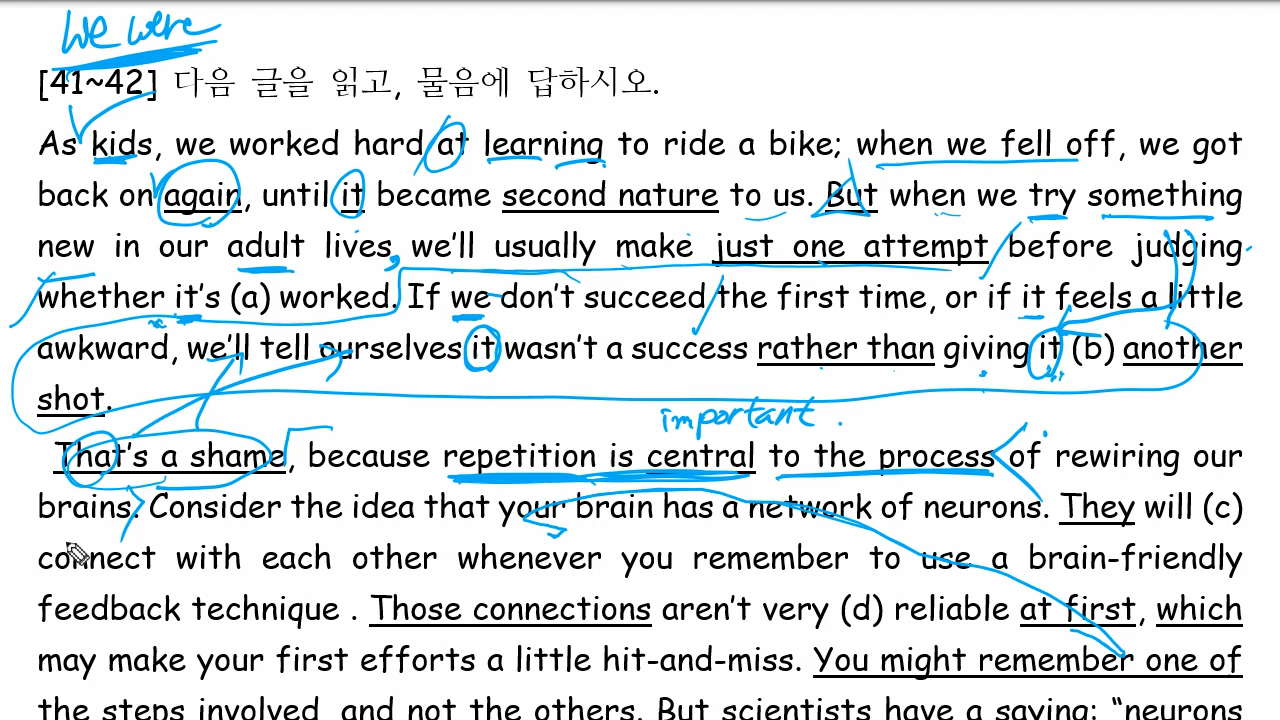 we were
[41~42] 다음 글을 읽고, 물음에 답하시오.
As kids, we worked hard at learning to ride a bike; when we fell off, we got
back on again, until it became second nature to us. But when we try something
new in our adult lives we’ll usually make just one attempt before judging
whether it’s (a) worked. If we don’t succeed the first time, or if it feels a little
awkward, we’ll tell ourselves it wasn’t a success rather than giving it (b) another
shot.
important.
That’s a shame, because repetition is central to the process of rewiring our
brains. Consider the idea that your brain has a network of neurons. They will (c)
connect with each other whenever you remember to use a brain-friendly
feedback technique . Those connections aren’t very (d) reliable at first, which
may make your first efforts a little hit-and-miss. You might remember one of
the steps involved, and not the others. But scientists have a saying: “neurons